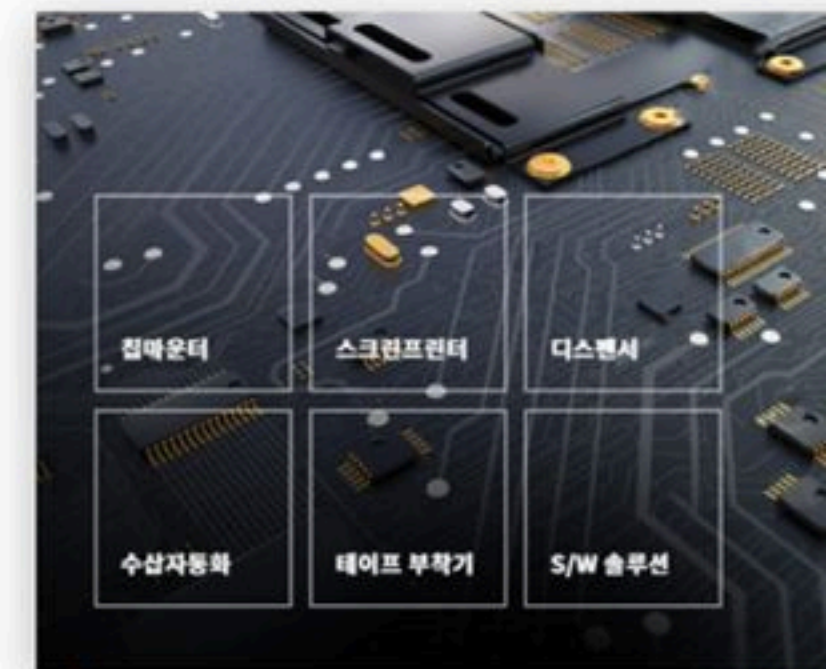 칩마운터
스크린프린터
디스펜서
수삽자동화
테이프 부착기
S/W 솔루션